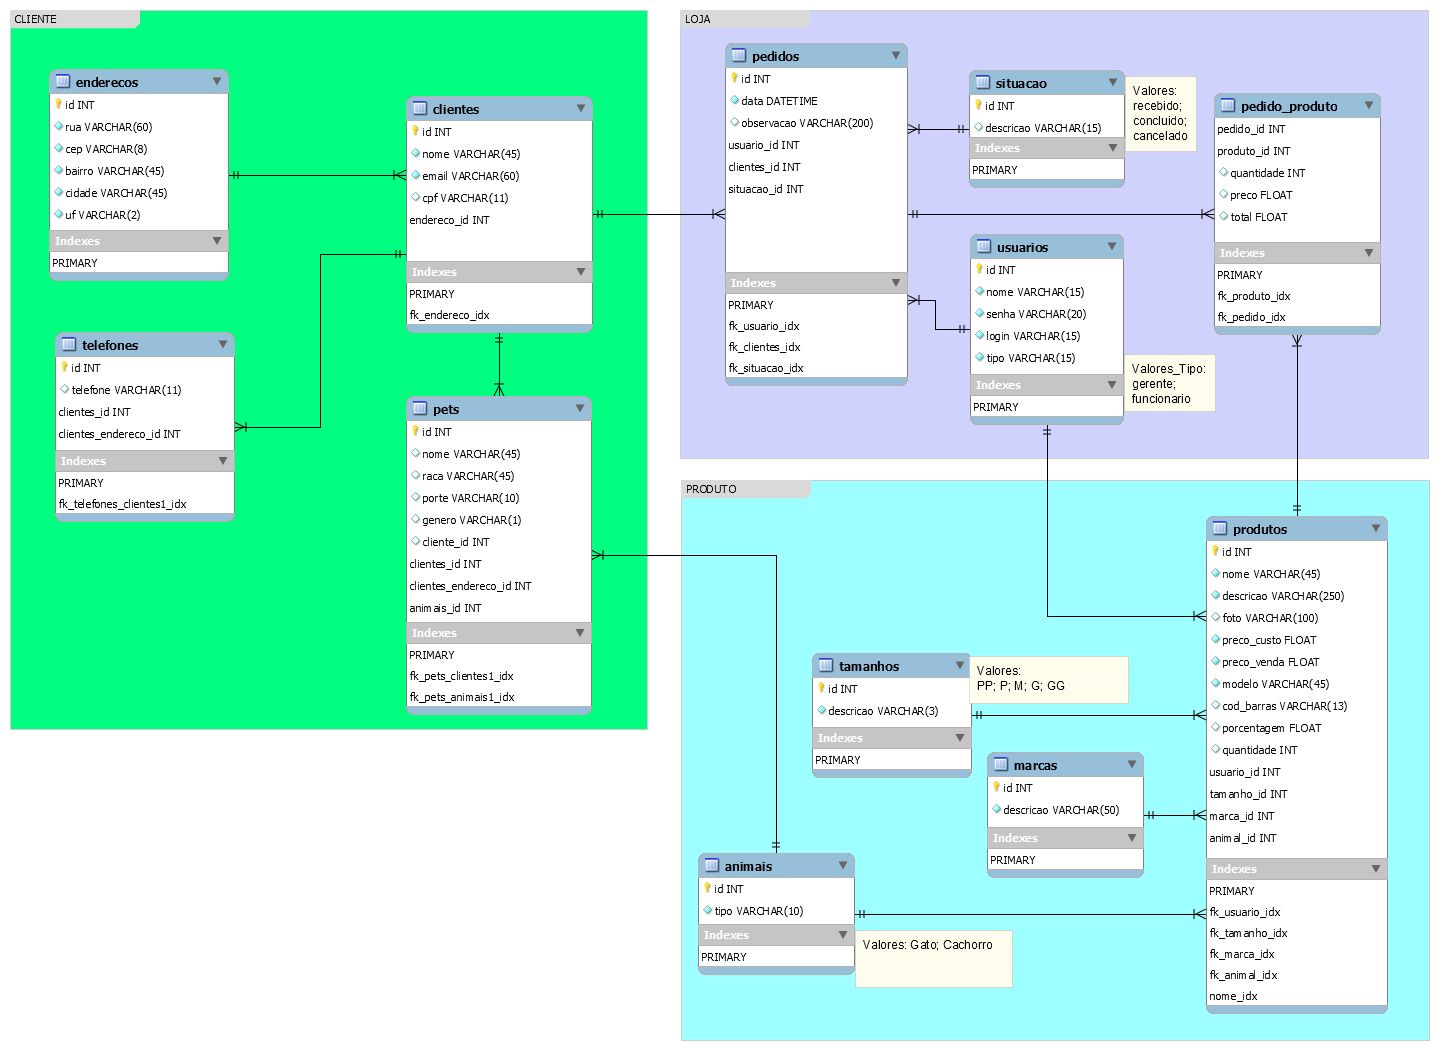 CLIENTE
enderecos
id INT
rua VARCHAR(60)
cep VARCHAR(8)
bairro VARCHAR(45)
cidade VARCHAR(45)
uf VARCHAR(2)
Indexes
PRIMARY
clientes
id INT
nome VARCHAR(45)
email VARCHAR(60)
cpf VARCHAR(11)
endereco_id INT
Indexes
PRIMARY
fk_endereco_idx
telefones
id INT
telefone VARCHAR(11)
clientes_id INT
clientes_endereco_id INT
Indexes
PRIMARY
fk_telefones_clientes1_idx
pets
id INT
nome VARCHAR(45)
raca VARCHAR(45)
porte VARCHAR(10)
genero VARCHAR(1)
cliente_id INT
clientes_id INT
clientes_endereco_id INT
animais_id INT
Indexes
PRIMARY
fk_pets_clientes1_idx
fk_pets_animais1_idx
LOJA
pedidos
id INT
data DATETIME
observacao VARCHAR(200)
usuario_id INT
clientes_id INT
situacao_id INT
Indexes
PRIMARY
fk_usuario_idx
fk_clientes_idx
fk_situacao_idx
situacao
id INT
descricao VARCHAR(15)
Indexes
PRIMARY
Valores:
recebido;
concluido;
cancelado
pedido_produto
pedido_id INT
produto_id INT
quantidade INT
preco FLOAT
total FLOAT
Indexes
PRIMARY
fk_produto_idx
fk_pedido_idx
usuarios
id INT
nome VARCHAR(15)
senha VARCHAR(20)
login VARCHAR(15)
tipo VARCHAR(15)
Indexes
PRIMARY
Valores_Tipo:
gerente;
funcionario
PRODUTO
produtos
id INT
nome VARCHAR(45)
descricao VARCHAR(250)
foto VARCHAR(100)
preco_custo FLOAT
preco_venda FLOAT
modelo VARCHAR(45)
cod_barras VARCHAR(13)
porcentagem FLOAT
quantidade INT
usuario_id INT
tamanho_id INT
marca_id INT
animal_id INT
Indexes
PRIMARY
fk_usuario_idx
fk_tamanho_idx
fk_marca_idx
fk_animal_idx
nome_idx
tamanhos
id INT
descricao VARCHAR(3)
Indexes
PRIMARY
Valores:
PP; P; M; G; GG
marcas
id INT
descricao VARCHAR(50)
Indexes
PRIMARY
animais
id INT
tipo VARCHAR(10)
Indexes
PRIMARY
Valores: Gato; Cachorro